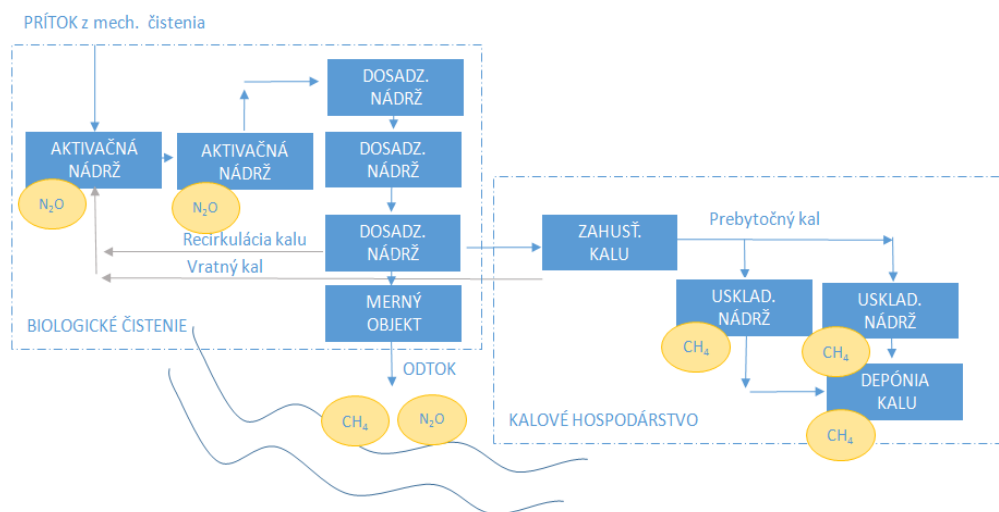 PRÍTOK z mech. čistenia
DOSADZ.
NÁDRŽ
AKTIVAČNÁ
NÁDRŽ
AKTIVAČNÁ
NÁDRŽ
DOSADZ.
NÁDRŽ
N₂O
N₂O
Recirkulácia kalu
DOSADZ.
NÁDRŽ
Vratný kal
ZAHUSŤ.
KALU
Prebytočný kal
MERNÝ
OBJEKT
USKLAD.
NÁDRŽ
USKLAD.
NÁDRŽ
BIOLOGICKÉ ČISTENIE
CH₄
CH₄
ODTOK
DEPÓNIA
KALU
CH₄
N₂O
KALOVÉ HOSPODÁRSTVO
CH₄